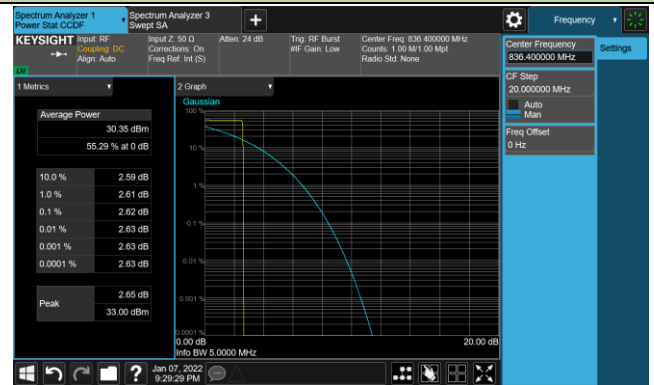 Spectrum Analyzer 1
Power Stat CCDF
Spectrum Analyzer 3
Swept SA
Frequency
KEYSIGHT
Input: RF
Coupling: DC
Align: Auto
Input Z: 50 Ω
Corrections: On
Freq Ref: Int (S)
Atten: 24 dB
Trig: RF Burst
#IF Gain: Low
Center Freq: 836.400000 MHz
Counts: 1.00 M/1.00 Mpt
Radio Std: None
Center Frequency
836.400000 MHz
Settings
CF Step
20.000000 MHz
Auto
Man
Freq Offset
0 Hz
1 Metrics
Average Power
30.35 dBm
55.29 % at 0 dB
10.0 % 2.59 dB
1.0 % 2.61 dB
0.1 % 2.62 dB
0.01 % 2.63 dB
0.001 % 2.63 dB
0.0001 % 2.63 dB
Peak
2.65 dB
33.00 dBm
2 Graph
Gaussian
100 %
10 %
1 %
0.1 %
0.01 %
0.001 %
0.0001 %
0.00 dB
20.00 dB
Info BW 5.0000 MHz
?
Jan 07, 2022
9:29:29 PM